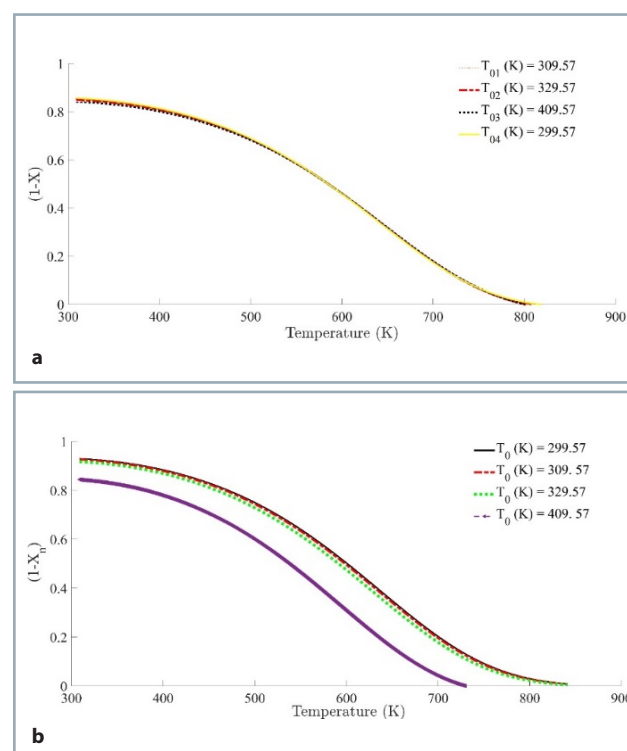 1
0.8
0.6
0.4
0.2
0
(1-X)
T01 (K) = 309.57
T02 (K) = 329.57
T03 (K) = 409.57
T04 (K) = 299.57
300 400 500 600 700 800 900
Temperature (K)
a
1
0.8
0.6
0.4
0.2
0
(1-Xn)
T0 (K) = 299.57
T0 (K) = 309. 57
T0 (K) = 329.57
T0 (K) = 409. 57
300 400 500 600 700 800 900
Temperature (K)
b